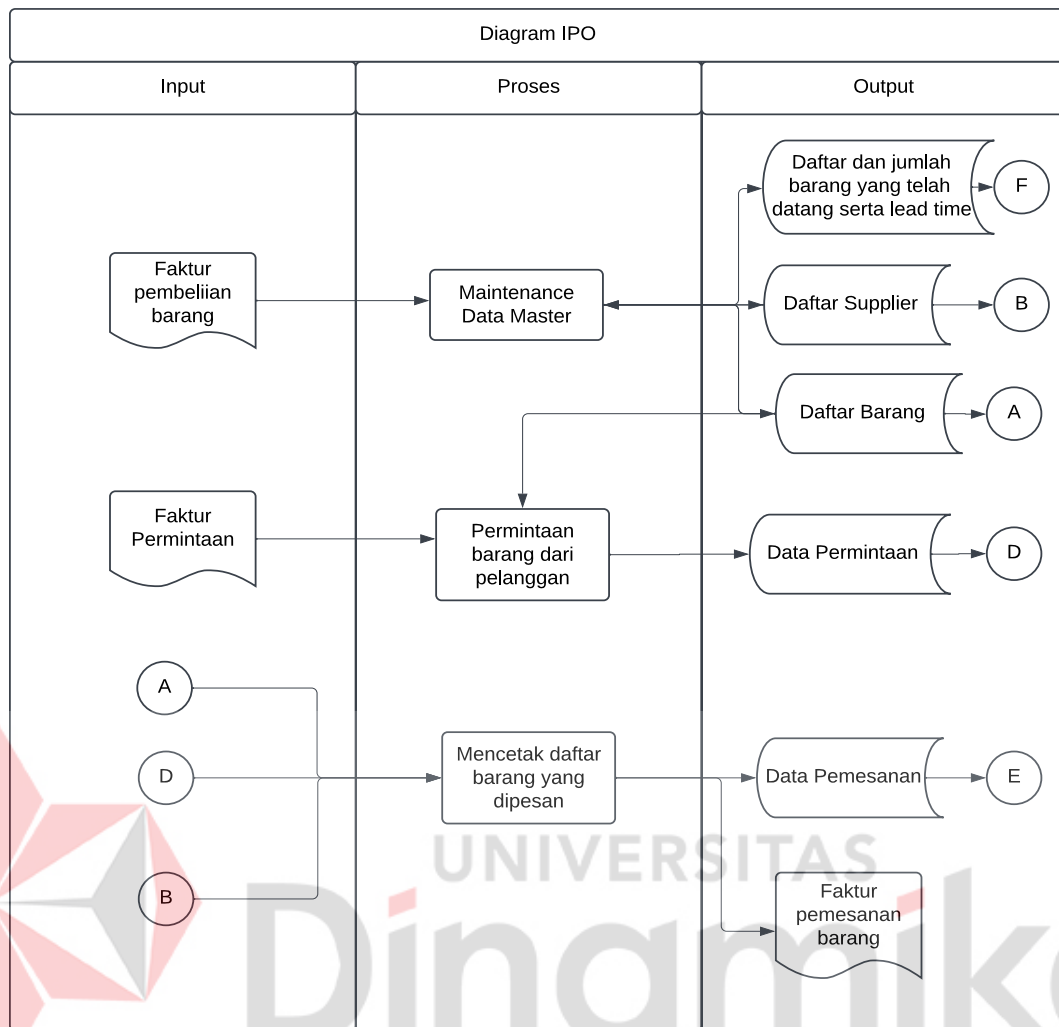 Diagram IPO
Input
Proses
Output
Daftar dan jumlah
barang yang telah
datang serta lead time
F
Faktur
pembeliian
barang
Maintenance
Data Master
Daftar Supplier
B
Daftar Barang
A
Faktur
Permintaan
Permintaan
barang dari
pelanggan
Data Permintaan
D
A
D
B
Mencetak daftar
barang yang
dipesan
Data Pemesanan
E
Faktur
pemesanan
barang
UNIVERSITAS
Dinamika